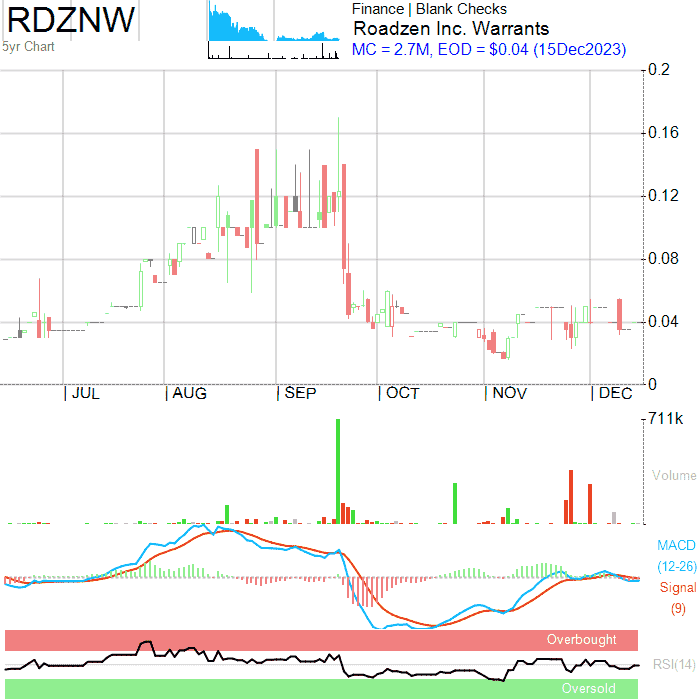 RDZNW
5yr Chart
Finance | Blank Checks
Roadzen Inc. Warrants
MC = 2.7M, EOD = $0.04 (15Dec2023)
0.2
0.16
0.12
0.08
0.04
0
JUL
AUG
SEP
OCT
NOV
DEC
711k
Volume
MACD
(12-26)
Signal
(9)
Overbought
RSI(14)
Oversold